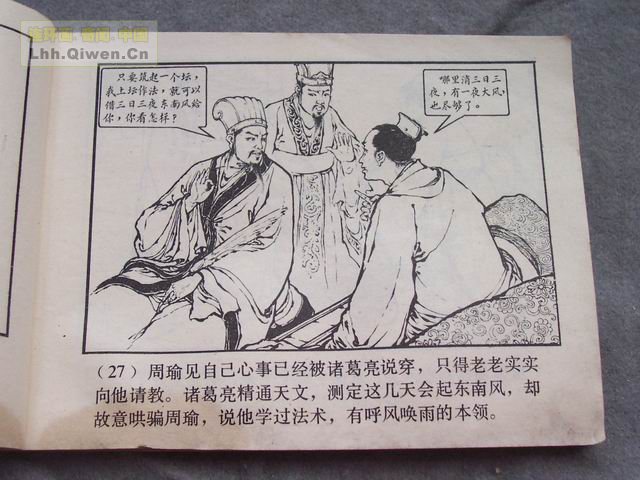 连环画.奇闻.中国
Lhh.Qiwen.Cn
只要筑起一个坛，
我上坛作法，就可以
借三日三夜东南风给
你，你看怎样？
哪里消三日三
夜，有一夜大风，
也尽够了。
（27）周瑜见自己心事已经被诸葛亮说穿，只得老老实实
向他请教。诸葛亮精通天文，测定这几天会起东南风，却
故意哄骗周瑜，说他学过法术，有呼风唤雨的本领。